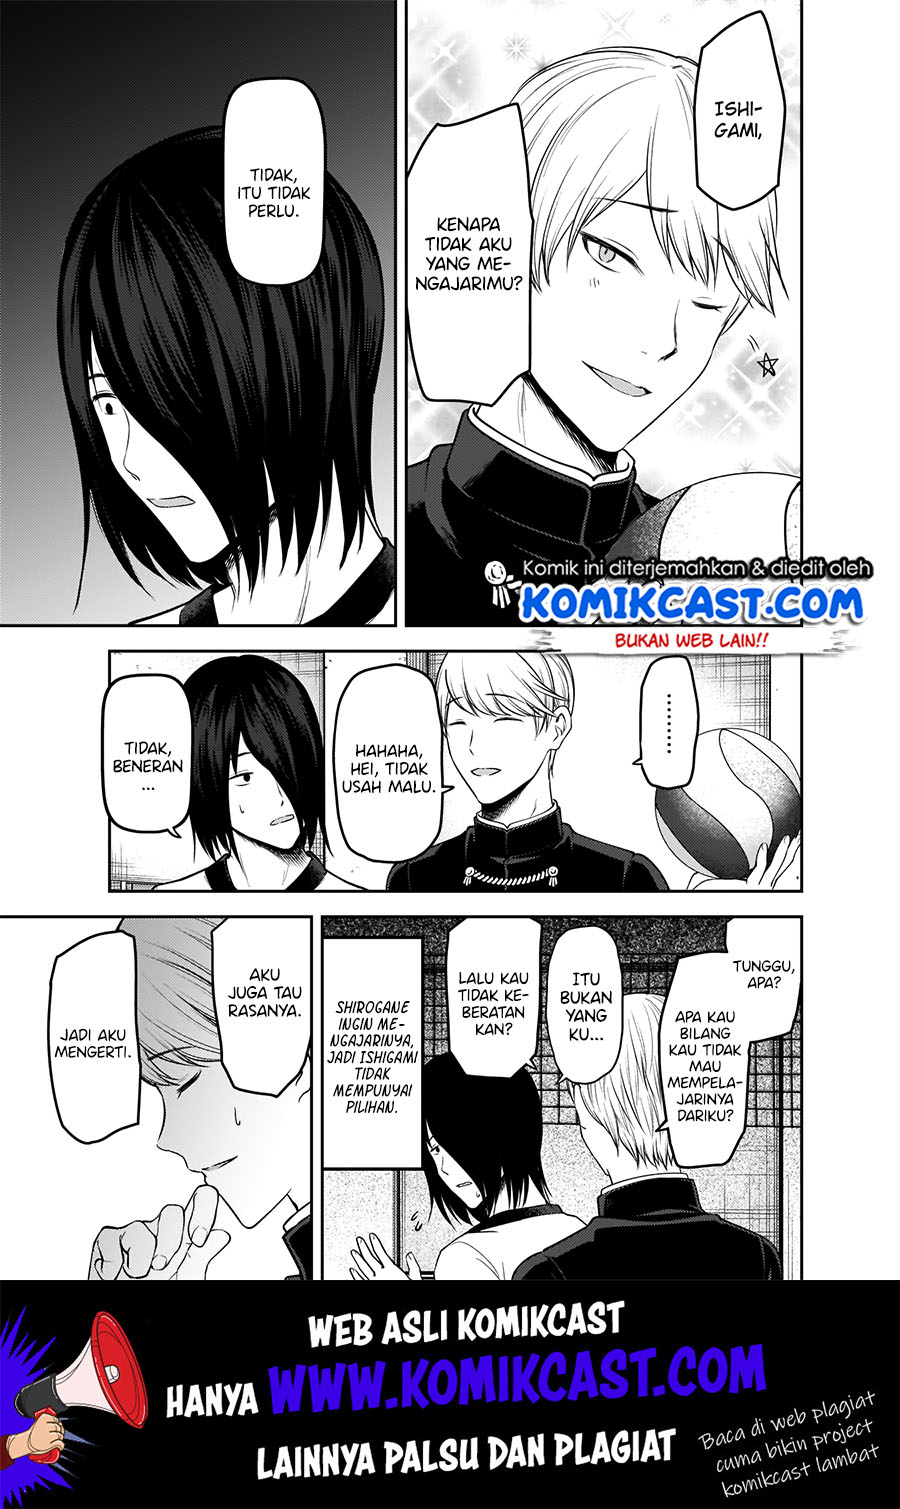 ISHI-
GAMI,
KENAPA
TIDAK AKU
YANG ME-
NGAJARIMU?
TIDAK,
ITU TIDAK
PERLU.
Komik ini diterjemahkan & diedit oleh
KOMIKCAST.COM
BUKAN WEB LAIN!!
..........
HAHAHA,
HEI, TIDAK
USAH MALU.
TIDAK,
BENERAN
...
TUNGGU,
APA?
APA KAU
BILANG
KAU TIDAK
MAU
MEMPELA-
JARINYA
DARIKU?
ITU
BUKAN
YANG
KU...
LALU KAU
TIDAK KE-
BERATAN
KAN?
SHIROGANE
INGIN ME-
NGAJARINYA,
JADI ISHIGAMI
TIDAK
MEMPUNYAI
PILIHAN.
AKU
JUGA TAU
RASANYA.
JADI AKU
MENGERTI.
WEB ASLI KOMIKCAST
HANYA WWW.KOMIKCAST.COM
LAINNYA PALSU DAN PLAGIAT
Baca di web plagiat
cuma bikin project
komikcast lambat